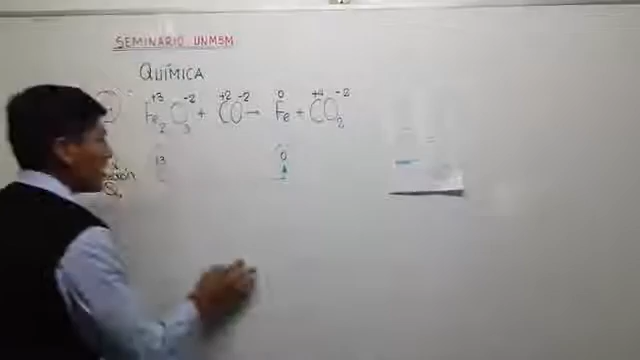 SEMINARIO UNMSM
QUÍMICA
+3 -2 +2 -2 0 +4 -2
Fe₂O₃ + CO → Fe + CO₂
+3 0